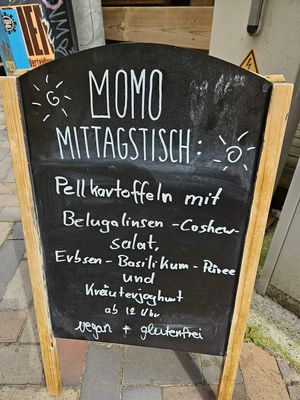 MOMO
MITTAGSTISCH:
Pellkartoffeln mit
Belugalinsen-Cashew-
salat,
Erbsen-Basilikum-Püree
und
Kräuterjoghurt
ab 12 Uhr
vegan + glutenfrei